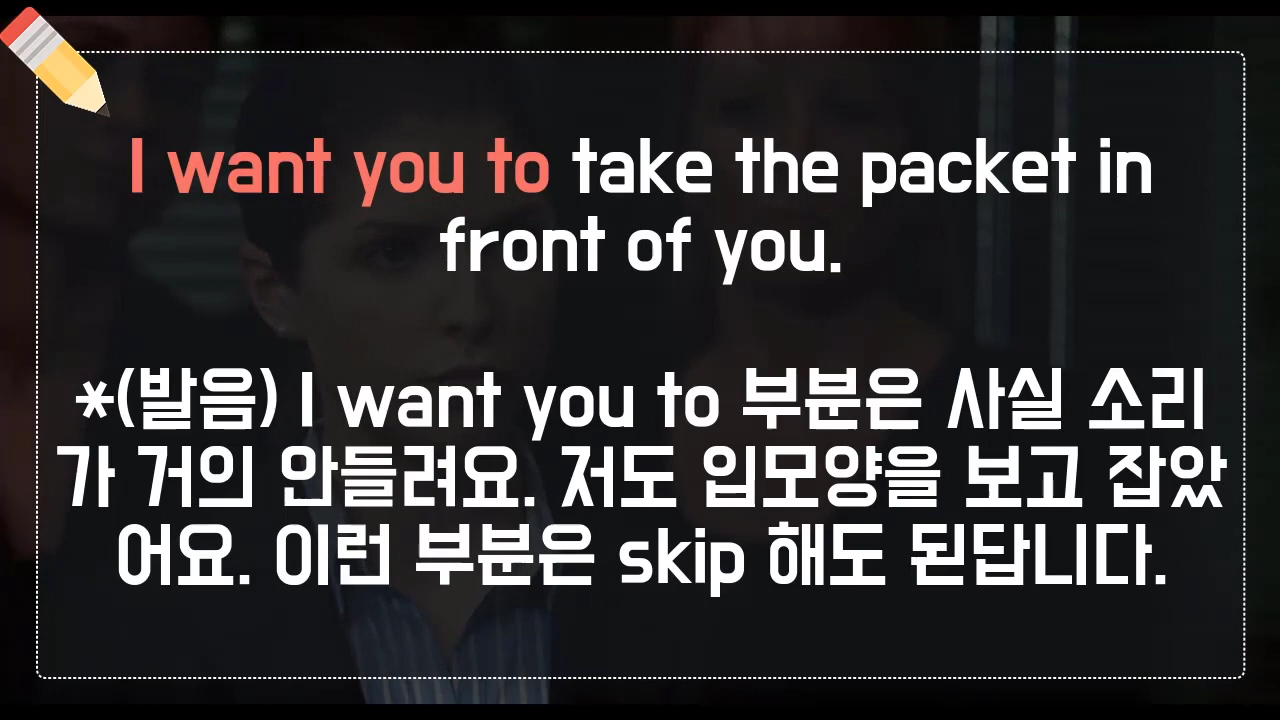 I want you to take the packet in
front of you.
*(발음) I want you to 부분은 사실 소리
가 거의 안들려요. 저도 입모양을 보고 잡았
어요. 이런 부분은 skip 해도 된답니다.